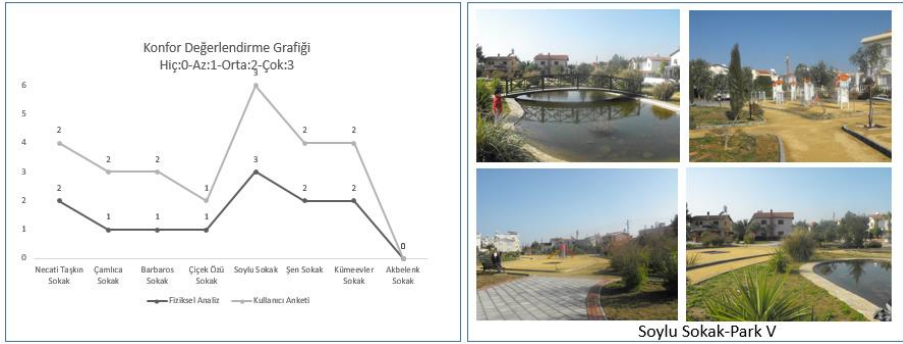 Konfor Değerlendirme Grafiği
Hiç:0-Az:1-Orta:2-Çok:3
6
5
4
3
2
1
0
3
2
2
2
1
2
2
2
1
1
1
3
2
2
0
Necati Taşkın Sokak
Çamlıca Sokak
Barbaros Sokak
Çiçek Özü Sokak
Soylu Sokak
Şen Sokak
Kümeevler Sokak
Akbelenk Sokak
Fiziksel Analiz
Kullanıcı Anketi
Soylu Sokak-Park V